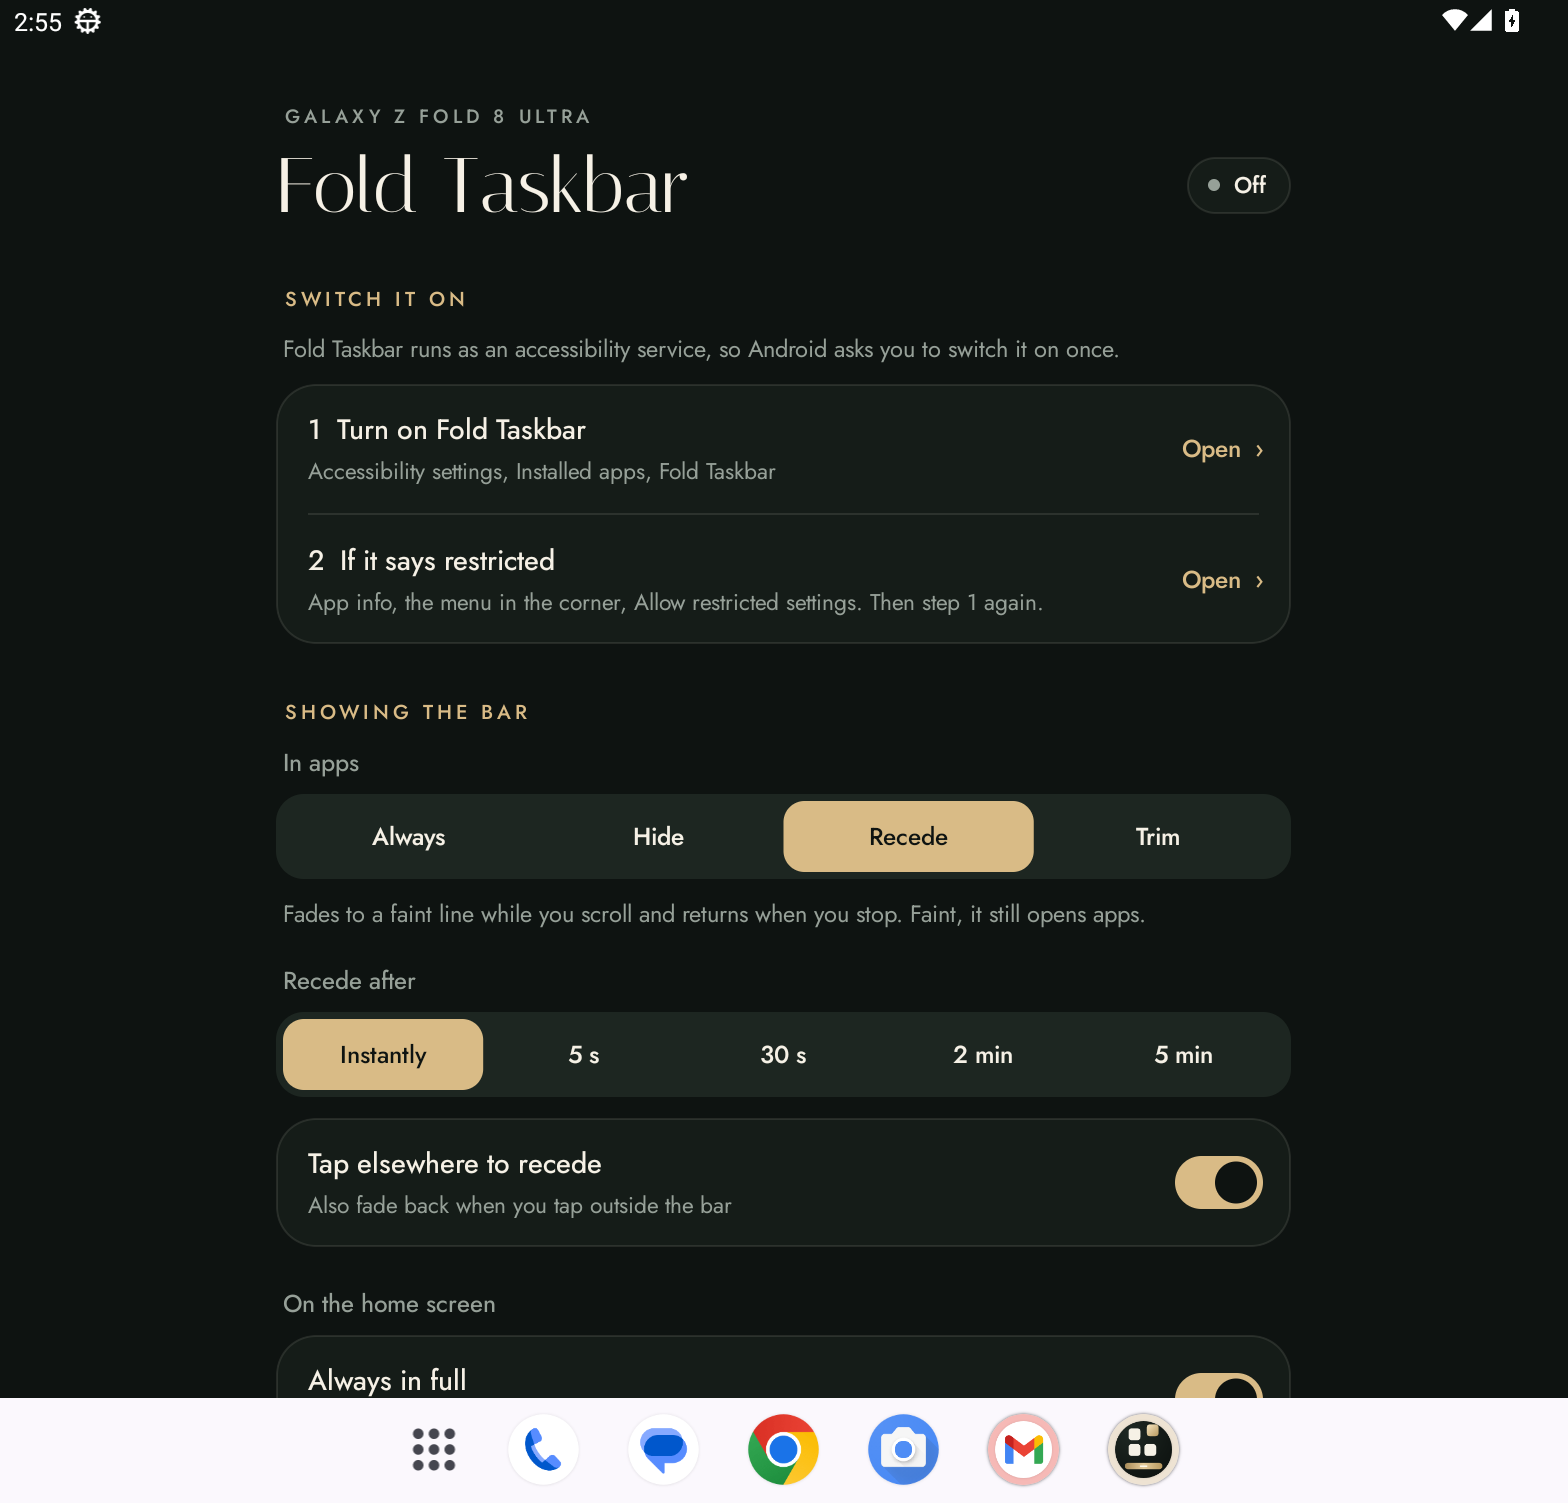 2:55
GALAXY Z FOLD 8 ULTRA
Fold Taskbar
Off
SWITCH IT ON
Fold Taskbar runs as an accessibility service, so Android asks you to switch it on once.
1 Turn on Fold Taskbar
Accessibility settings, Installed apps, Fold Taskbar
Open ›
2 If it says restricted
App info, the menu in the corner, Allow restricted settings. Then step 1 again.
Open ›
SHOWING THE BAR
In apps
Always Hide Recede Trim
Fades to a faint line while you scroll and returns when you stop. Faint, it still opens apps.
Recede after
Instantly 5 s 30 s 2 min 5 min
Tap elsewhere to recede
Also fade back when you tap outside the bar
On the home screen
Always in full